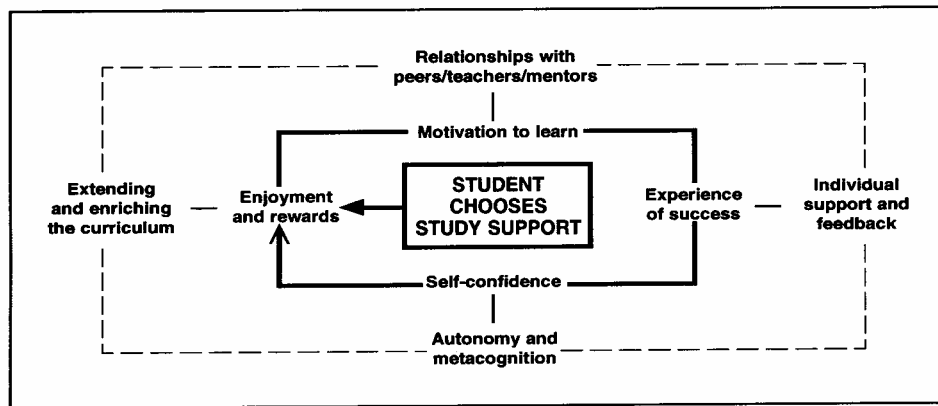 Relationships with
peers/teachers/mentors
Motivation to learn
Extending
and enriching
the curriculum
Enjoyment
and rewards
STUDENT
CHOOSES
STUDY SUPPORT
Experience
of success
Individual
support and
feedback
Self-confidence
Autonomy and
metacognition